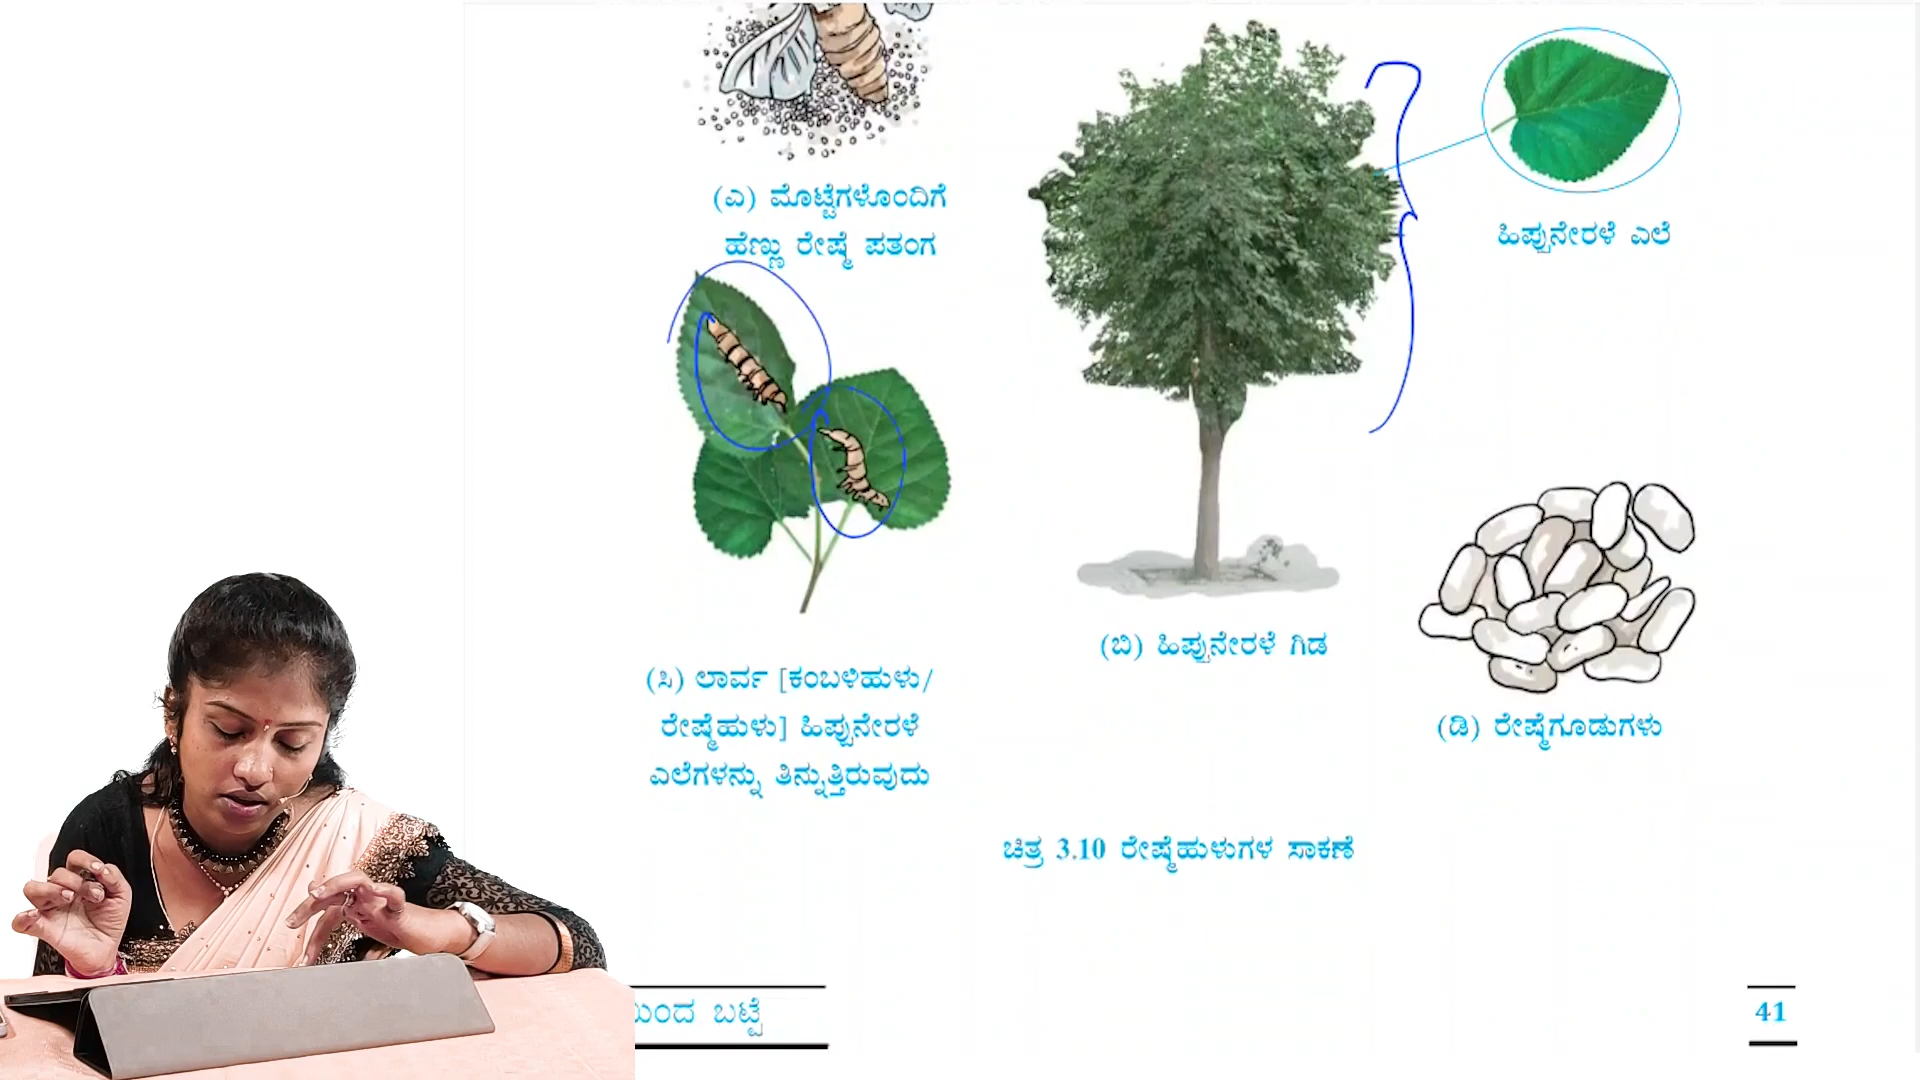 (ಎ) ಮೊಟ್ಟೆಗಳೊಂದಿಗೆ
ಹೆಣ್ಣು ರೇಷ್ಮೆ ಪತಂಗ
ಹಿಪ್ಪುನೇರಳೆ ಎಲೆ
(ಬಿ) ಹಿಪ್ಪುನೇರಳೆ ಗಿಡ
(ಸಿ) ಲಾರ್ವ [ಕಂಬಳಿಹುಳು/
ರೇಷ್ಮೆಹುಳು] ಹಿಪ್ಪುನೇರಳೆ
ಎಲೆಗಳನ್ನು ತಿನ್ನುತ್ತಿರುವುದು
(ಡಿ) ರೇಷ್ಮೆಗೂಡುಗಳು
ಚಿತ್ರ 3.10 ರೇಷ್ಮೆಹುಳುಗಳ ಸಾಕಣೆ
ಬಟ್ಟೆ
41